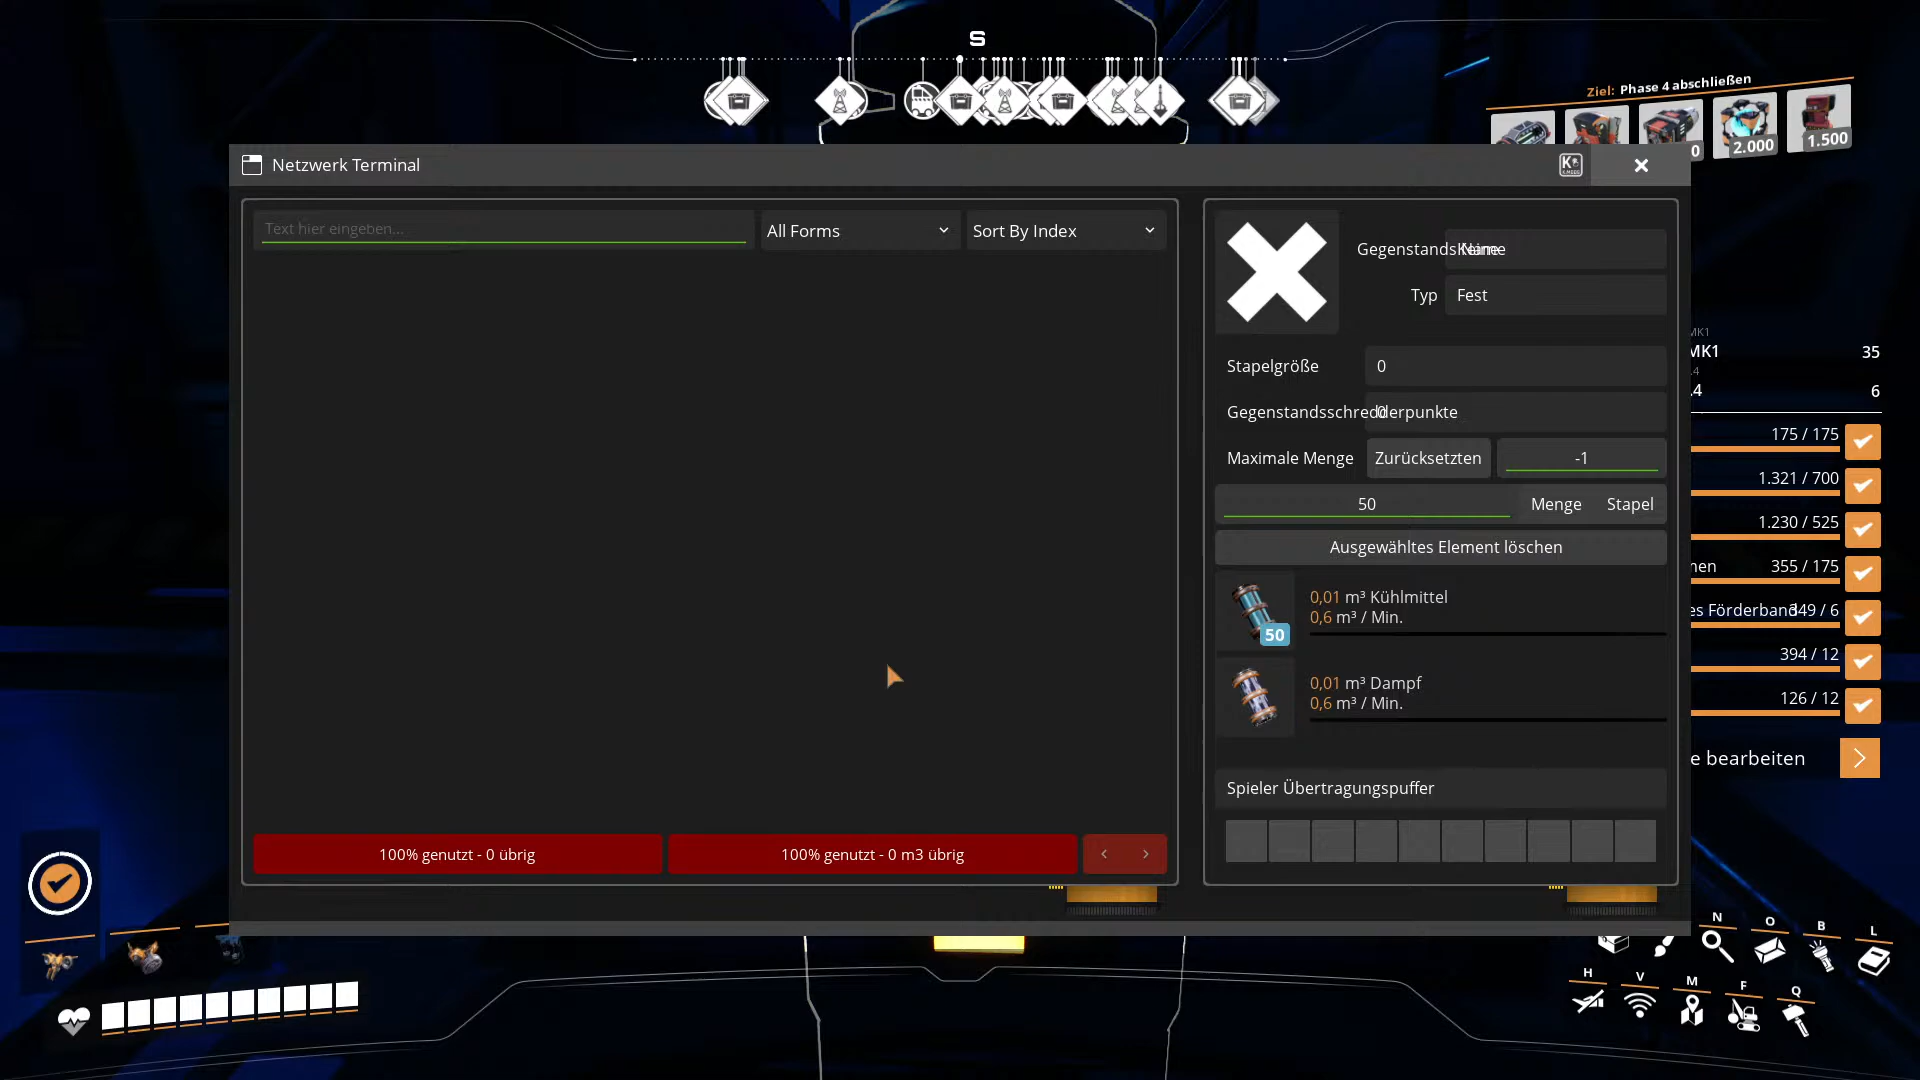 S
Ziel: Phase 4 abschließen
0
2.000
1.500
Netzwerk Terminal
Text hier eingeben...
All Forms
Sort By Index
Gegenstands Name
Keine
Typ
Fest
Stapelgröße
0
Gegenstandsschredderpunkte
0
Maximale Menge
Zurücksetzten
-1
50
Menge
Stapel
Ausgewähltes Element löschen
50
0,01 m³ Kühlmittel
0,6 m³ / Min.
0,01 m³ Dampf
0,6 m³ / Min.
Spieler Übertragungspuffer
100% genutzt - 0 übrig
100% genutzt - 0 m3 übrig
MK1
MK1
35
.4
.4
6
175 / 175
1.321 / 700
1.230 / 525
nen
355 / 175
es Förderband
349 / 6
394 / 12
126 / 12
e bearbeiten
N
O
B
L
H
V
M
F
Q